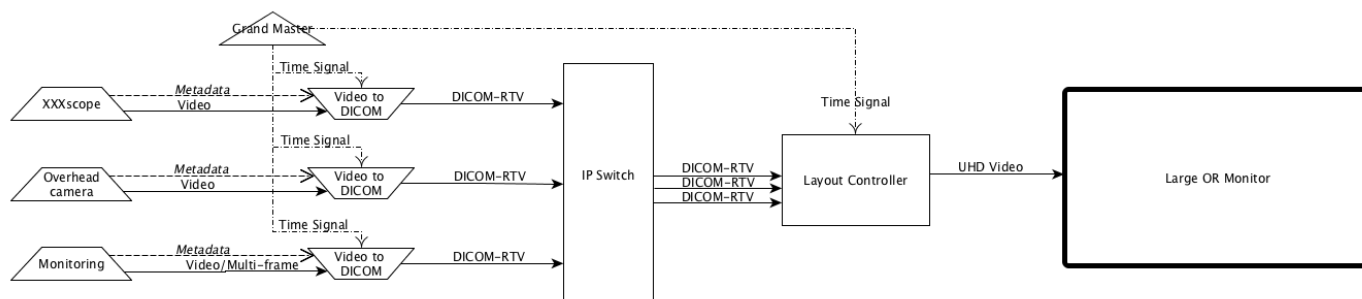 Grand Master
Time Signal
XXXscope
Metadata
Video
Video to
DICOM
DICOM-RTV
Time Signal
Overhead
camera
Metadata
Video
Video to
DICOM
DICOM-RTV
Time Signal
Monitoring
Metadata
Video/Multi-frame
Video to
DICOM
DICOM-RTV
IP Switch
DICOM-RTV
DICOM-RTV
DICOM-RTV
Time Signal
Layout Controller
UHD Video
Large OR Monitor